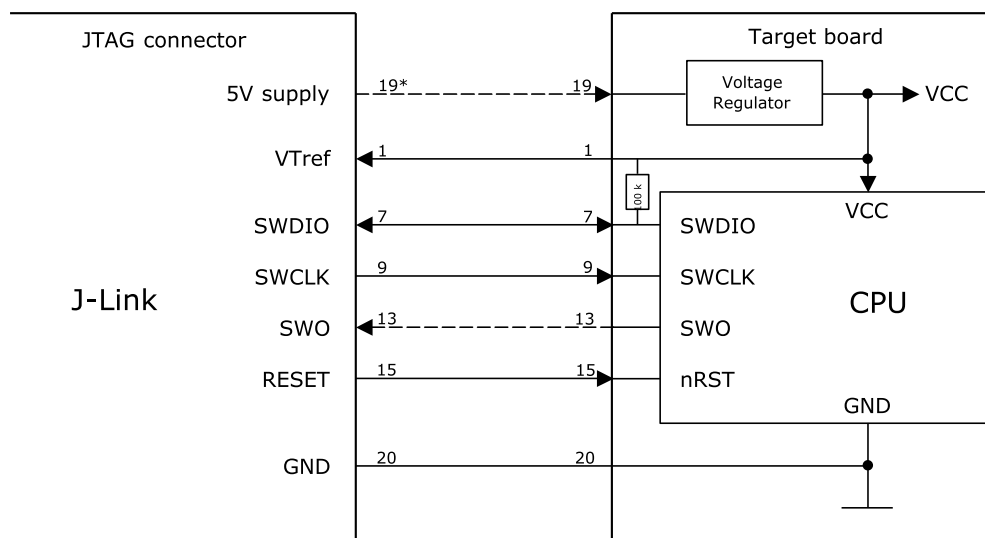 JTAG connector
Target board
5V supply
19*
19
Voltage
Regulator
VCC
VTref
1
1
100 k
VCC
SWDIO
7
7
SWDIO
SWCLK
9
9
SWCLK
J-Link
CPU
SWO
13
13
SWO
RESET
15
15
nRST
GND
GND
20
20